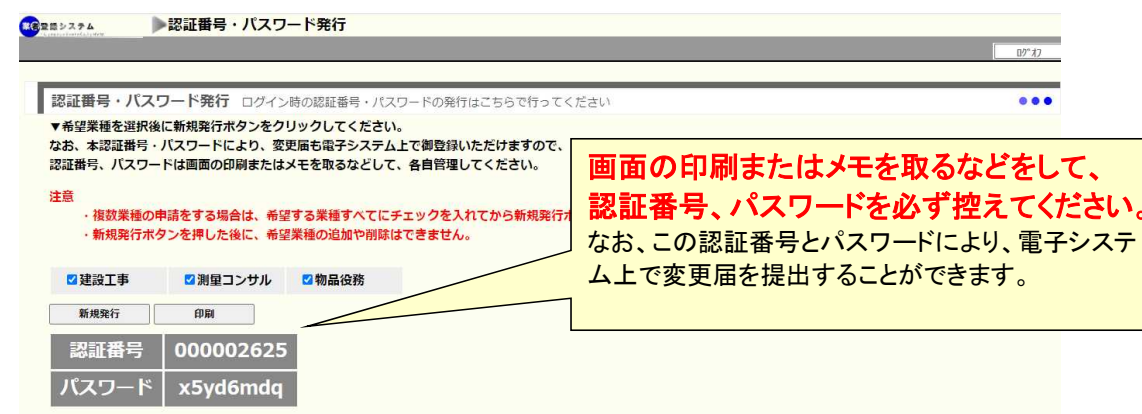 業者登録システム
▶認証番号・パスワード発行
ﾛｸﾞｵﾌ
認証番号・パスワード発行 ログイン時の認証番号・パスワードの発行はこちらで行ってください
▼希望業種を選択後に新規発行ボタンをクリックしてください。
なお、本認証番号・パスワードにより、変更届も電子システム上で御登録いただけますので、
認証番号、パスワードは画面の印刷またはメモを取るなどして、各自管理してください。
注意
・複数業種の申請をする場合は、希望する業種すべてにチェックを入れてから新規発行
・新規発行ボタンを押した後に、希望業種の追加や削除はできません。
画面の印刷またはメモを取るなどをして、
認証番号、パスワードを必ず控えてください。
なお、この認証番号とパスワードにより、電子システ
ム上で変更届を提出することができます。
建設工事 測量コンサル 物品役務
新規発行 印刷
認証番号 000002625
パスワード x5yd6mdq